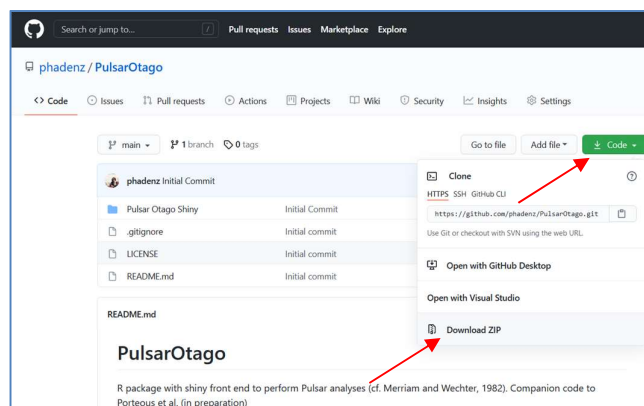 Search or jump to... / Pull requests Issues Marketplace Explore
phadenz / PulsarOtago
<> Code Issues Pull requests Actions Projects Wiki Security Insights Settings
main 1 branch 0 tags Go to file Add file Code
phadenz Initial Commit
Pulsar Otago Shiny Initial Commit
.gitignore Initial Commit
LICENSE Initial commit
README.md Initial commit
Clone
HTTPS SSH GitHub CLI
https://github.com/phadenz/PulsarOtago.git
Use Git or checkout with SVN using the web URL.
Open with GitHub Desktop
Open with Visual Studio
Download ZIP
README.md
PulsarOtago
R package with shiny front end to perform Pulsar analyses (cf. Merriam and Wechter, 1982). Companion code to
Porteous et al. (in preparation)